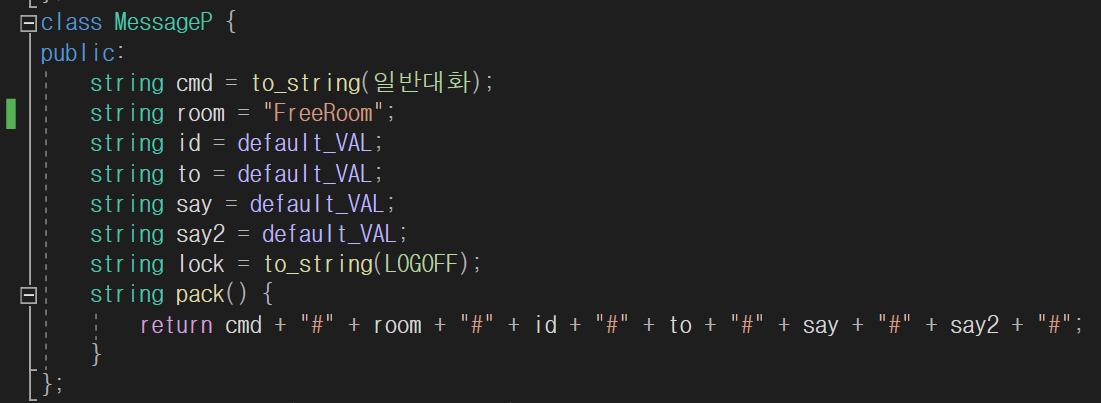 class MessageP {
public:
string cmd = to_string(일반대화);
string room = "FreeRoom";
string id = default_VAL;
string to = default_VAL;
string say = default_VAL;
string say2 = default_VAL;
string lock = to_string(LOGOFF);
string pack() {
return cmd + "#" + room + "#" + id + "#" + to + "#" + say + "#" + say2 + "#";
}
};